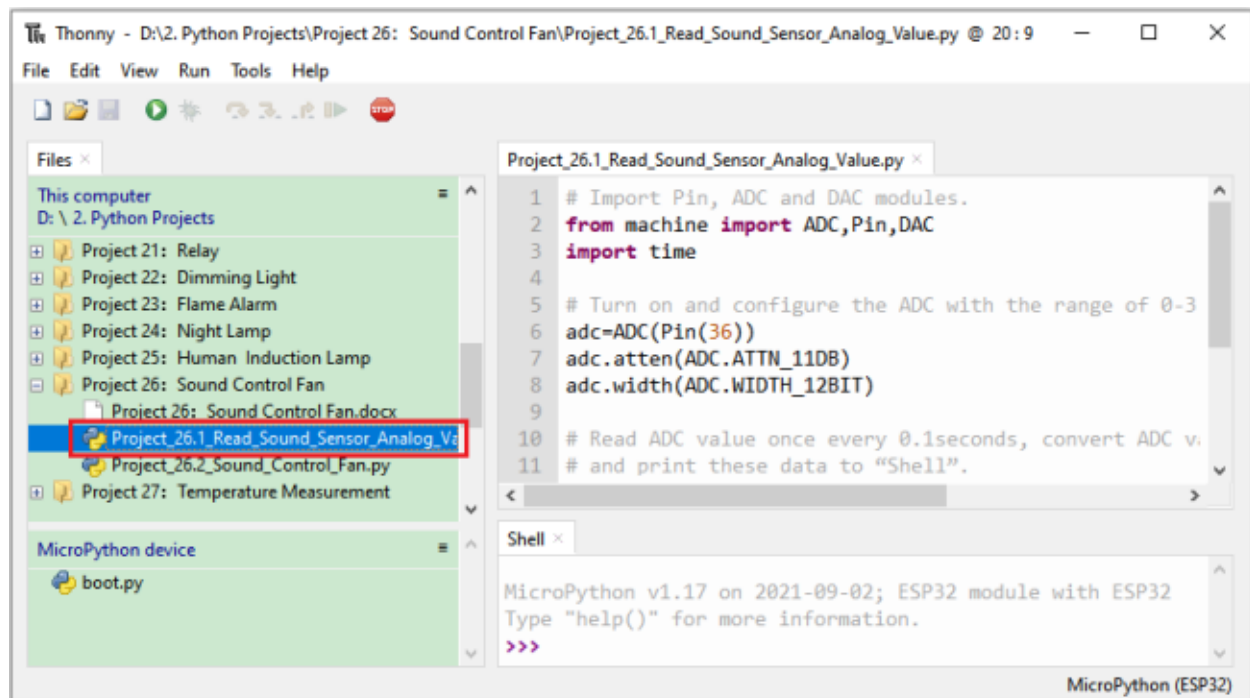 Thonny - D:\2. Python Projects\Project 26: Sound Control Fan\Project_26.1_Read_Sound_Sensor_Analog_Value.py @ 20:9
File Edit View Run Tools Help
STOP
Files
This computer
D: \ 2. Python Projects
Project 21: Relay
Project 22: Dimming Light
Project 23: Flame Alarm
Project 24: Night Lamp
Project 25: Human Induction Lamp
Project 26: Sound Control Fan
Project 26: Sound Control Fan.docx
Project_26.1_Read_Sound_Sensor_Analog_Va
Project_26.2_Sound_Control_Fan.py
Project 27: Temperature Measurement
MicroPython device
boot.py
Project_26.1_Read_Sound_Sensor_Analog_Value.py
1 # Import Pin, ADC and DAC modules.
2 from machine import ADC,Pin,DAC
3 import time
4
5 # Turn on and configure the ADC with the range of 0-3
6 adc=ADC(Pin(36))
7 adc.atten(ADC.ATTN_11DB)
8 adc.width(ADC.WIDTH_12BIT)
9
10 # Read ADC value once every 0.1seconds, convert ADC v
11 # and print these data to “Shell”.
Shell
MicroPython v1.17 on 2021-09-02; ESP32 module with ESP32
Type "help()" for more information.
>>>
MicroPython (ESP32)